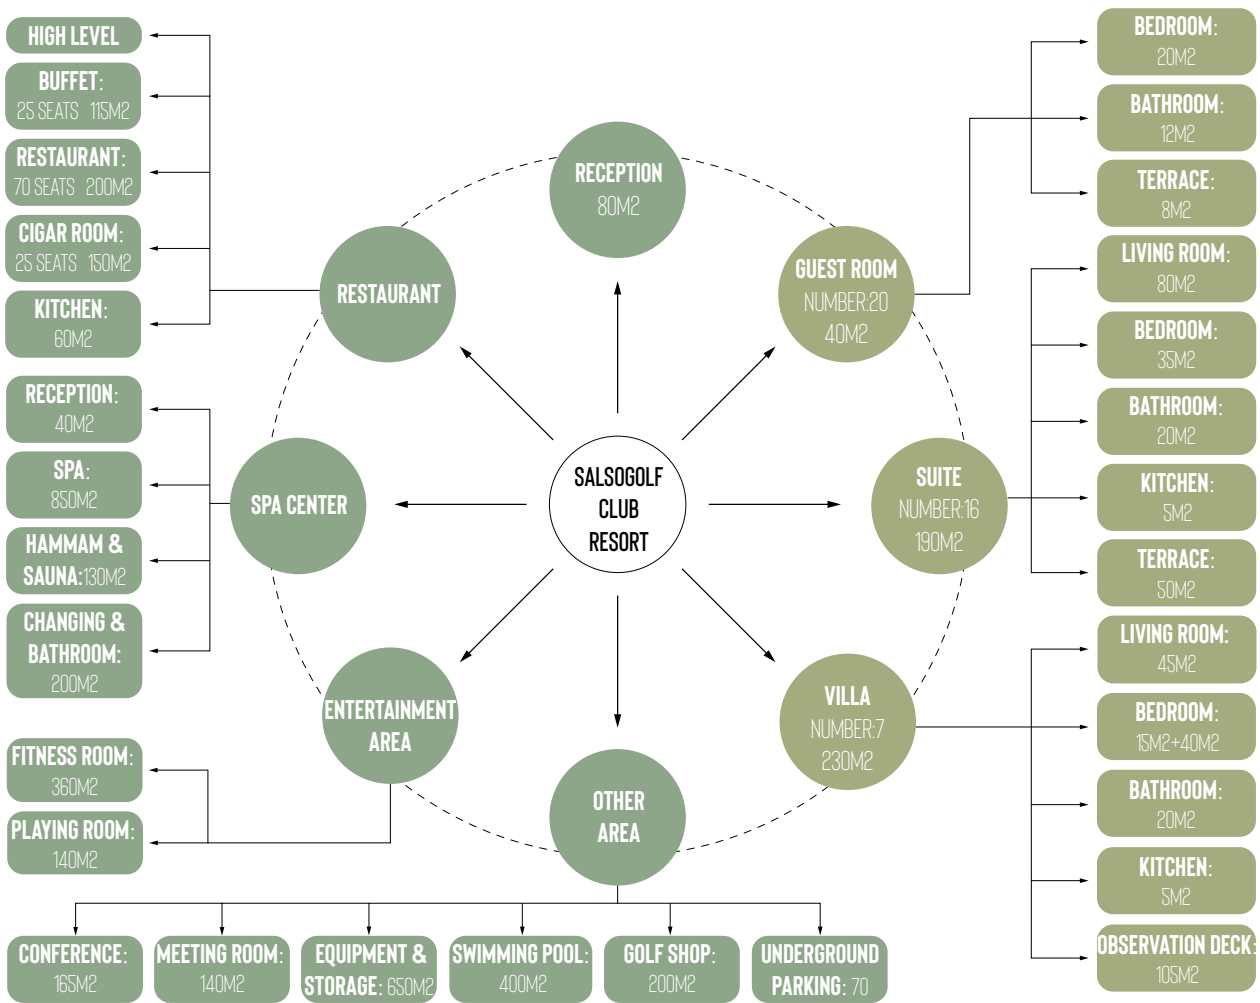 HIGH LEVEL
BUFFET:
25 SEATS 115M2
RESTAURANT:
70 SEATS 200M2
CIGAR ROOM:
25 SEATS 150M2
KITCHEN:
60M2
RECEPTION:
40M2
SPA:
850M2
HAMMAM &
SAUNA:130M2
CHANGING &
BATHROOM:
200M2
FITNESS ROOM:
360M2
PLAYING ROOM:
140M2
RECEPTION
80M2
RESTAURANT
GUEST ROOM
NUMBER:20
40M2
SPA CENTER
SALSOGOLF
CLUB
RESORT
SUITE
NUMBER:16
190M2
ENTERTAINMENT
AREA
VILLA
NUMBER:7
230M2
OTHER
AREA
BEDROOM:
20M2
BATHROOM:
12M2
TERRACE:
8M2
LIVING ROOM:
80M2
BEDROOM:
35M2
BATHROOM:
20M2
KITCHEN:
5M2
TERRACE:
50M2
LIVING ROOM:
45M2
BEDROOM:
15M2+40M2
BATHROOM:
20M2
KITCHEN:
5M2
OBSERVATION DECK:
105M2
CONFERENCE:
165M2
MEETING ROOM:
140M2
EQUIPMENT &
STORAGE: 650M2
SWIMMING POOL:
400M2
GOLF SHOP:
200M2
UNDERGROUND
PARKING: 70